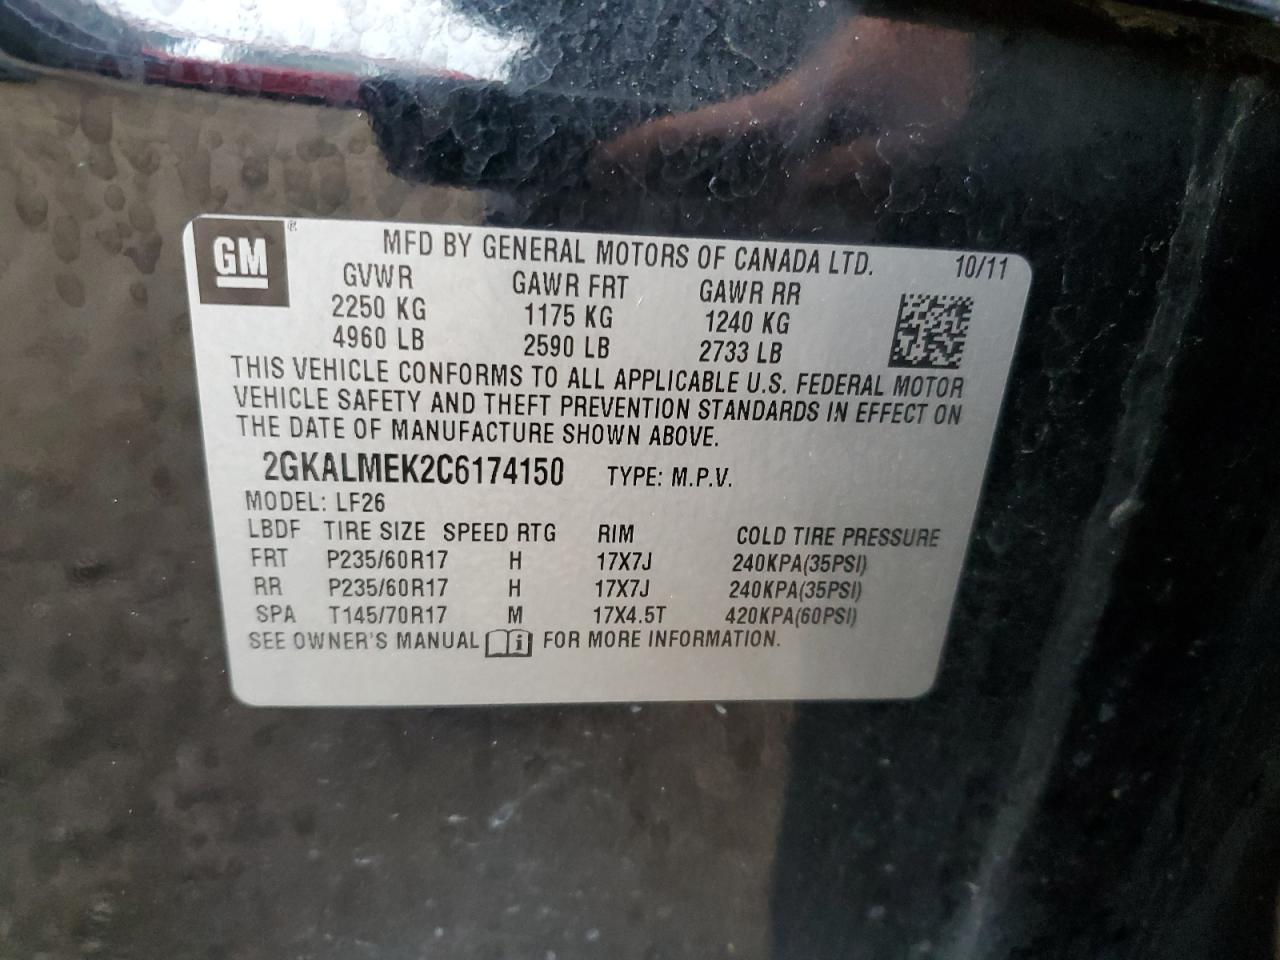 GM ® MFD BY GENERAL MOTORS OF CANADA LTD. 10/11
GVWR GAWR FRT GAWR RR
2250 KG 1175 KG 1240 KG
4960 LB 2590 LB 2733 LB
THIS VEHICLE CONFORMS TO ALL APPLICABLE U.S. FEDERAL MOTOR
VEHICLE SAFETY AND THEFT PREVENTION STANDARDS IN EFFECT ON
THE DATE OF MANUFACTURE SHOWN ABOVE.
2GKALMEK2C6174150 TYPE: M.P.V.
MODEL: LF26
LBDF TIRE SIZE SPEED RTG RIM COLD TIRE PRESSURE
FRT P235/60R17 H 17X7J 240KPA(35PSI)
RR P235/60R17 H 17X7J 240KPA(35PSI)
SPA T145/70R17 M 17X4.5T 420KPA(60PSI)
SEE OWNER'S MANUAL i FOR MORE INFORMATION.